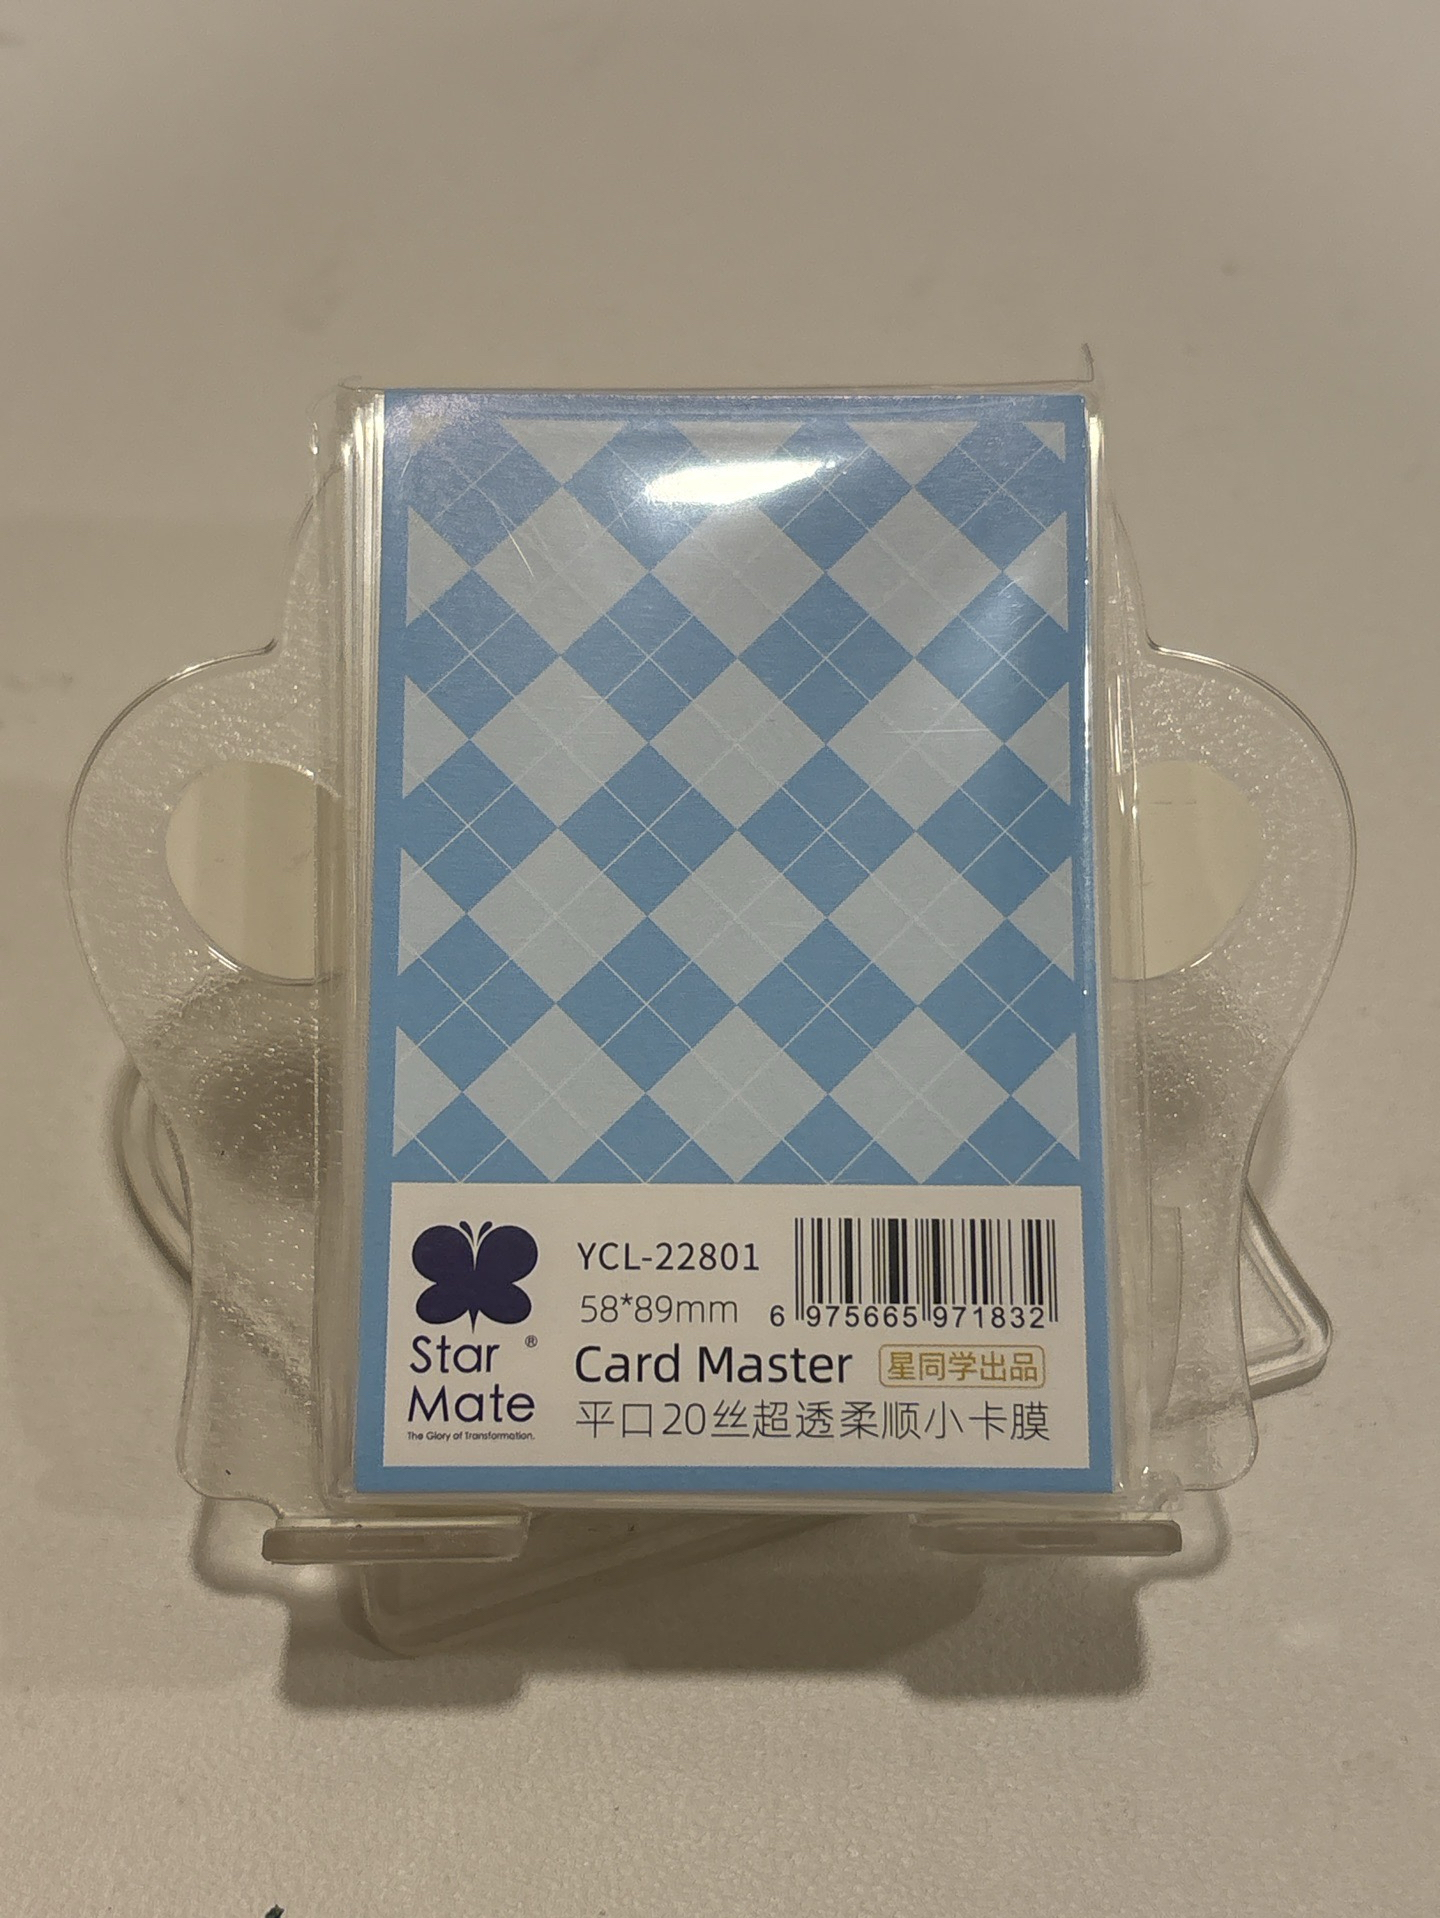 YCL-22801
58*89mm
6 975665 971832
Star
Mate®
The Glory of Transformation.
Card Master 星同学出品
平口20丝超透柔顺小卡膜